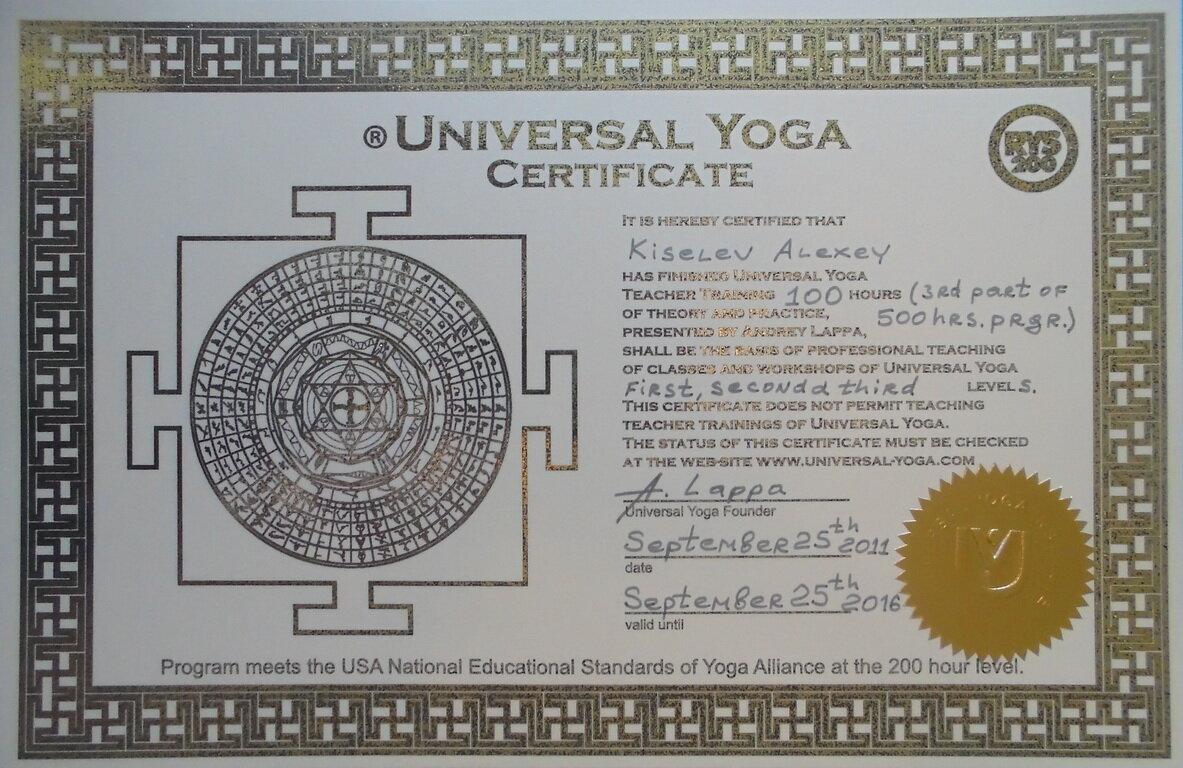 ® UNIVERSAL YOGA
CERTIFICATE
RYS
200
IT IS HEREBY CERTIFIED THAT
Kiselev Alexey
HAS FINISHED UNIVERSAL YOGA
TEACHER TRAINING 100 HOURS (3rd part of
OF THEORY AND PRACTICE, 500 hrs. prgr.)
PRESENTED BY ANDREY LAPPA,
SHALL BE THE BASIS OF PROFESSIONAL TEACHING
OF CLASSES AND WORKSHOPS OF UNIVERSAL YOGA
First, second a third LEVELS.
THIS CERTIFICATE DOES NOT PERMIT TEACHING
TEACHER TRAININGS OF UNIVERSAL YOGA.
THE STATUS OF THIS CERTIFICATE MUST BE CHECKED
AT THE WEB-SITE WWW.UNIVERSAL-YOGA.COM
A. Lappa
Universal Yoga Founder
September 25th 2011
date
September 25th 2016
valid until
Program meets the USA National Educational Standards of Yoga Alliance at the 200 hour level.